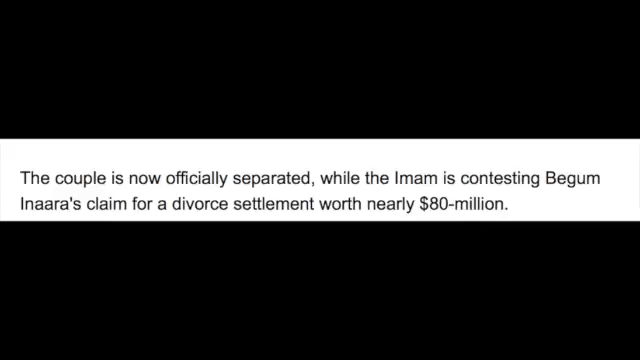 The couple is now officially separated, while the Imam is contesting Begum
Inaara's claim for a divorce settlement worth nearly $80-million.